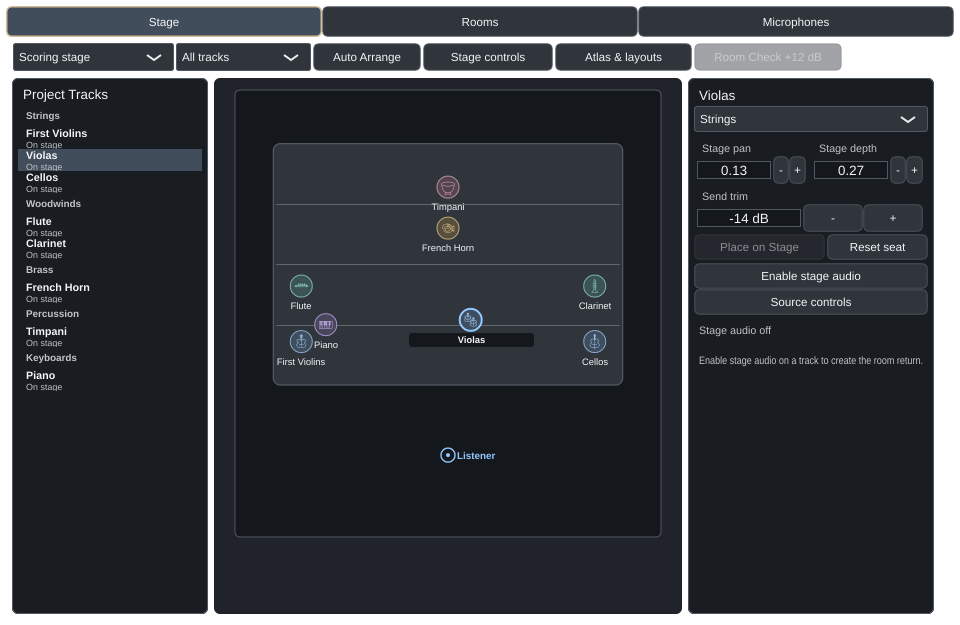 Stage
Rooms
Microphones
Scoring stage
All tracks
Auto Arrange
Stage controls
Atlas & layouts
Room Check +12 dB
Project Tracks
Strings
First Violins
On stage
Violas
On stage
Cellos
On stage
Woodwinds
Flute
On stage
Clarinet
On stage
Brass
French Horn
On stage
Percussion
Timpani
On stage
Keyboards
Piano
On stage
Timpani
French Horn
Flute
Clarinet
Piano
Violas
First Violins
Cellos
Listener
Violas
Strings
Stage pan
Stage depth
0.13
-
+
0.27
-
+
Send trim
-14 dB
-
+
Place on Stage
Reset seat
Enable stage audio
Source controls
Stage audio off
Enable stage audio on a track to create the room return.